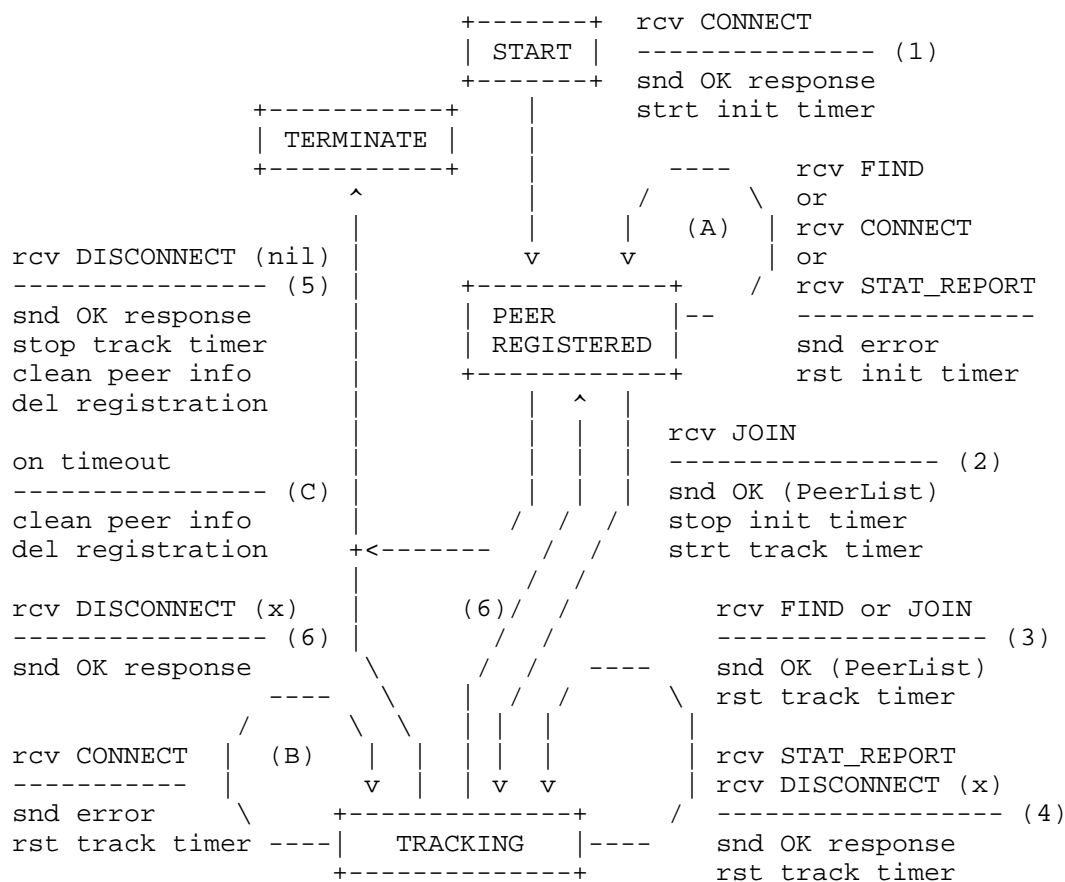 +-------+  rcv CONNECT
                              | START |  --------------- (1)
                              +-------+  snd OK response
                +-----------+     |      strt init timer
                | TERMINATE |     |
                +-----------+     |        ----     rcv FIND
                      ^           |      /      \   or
                      |           |     |  (A)   |  rcv CONNECT
rcv DISCONNECT (nil)  |           v     v        |  or
---------------- (5)  |       +------------+    /   rcv STAT_REPORT
snd OK response       |       | PEER       |--      ---------------
stop track timer      |       | REGISTERED |        snd error
clean peer info       |       +------------+        rst init timer
del registration      |           |  ^  |
                      |           |  |  |  rcv JOIN
on timeout            |           |  |  |  ----------------- (2)
---------------- (C)  |           |  |  |  snd OK (PeerList)
clean peer info       |          /  /  /   stop init timer
del registration      +<-------    /  /    strt track timer
                      |           /  /
rcv DISCONNECT (x)    |       (6)/  /          rcv FIND or JOIN
---------------- (6)  |         /  /           ----------------- (3)
snd OK response        \       /  /   ----     snd OK (PeerList)
                 ----   \     |  /  /      \   rst track timer
               /      \  \    | |  |        |
rcv CONNECT   |  (B)   |  |   | |  |        |  rcv STAT_REPORT
-----------   |        v  |   | v  v        |  rcv DISCONNECT (x)
snd error      \     +--------------+      /   ------------------ (4)
rst track timer  ----|   TRACKING   |----      snd OK response
                     +--------------+          rst track timer